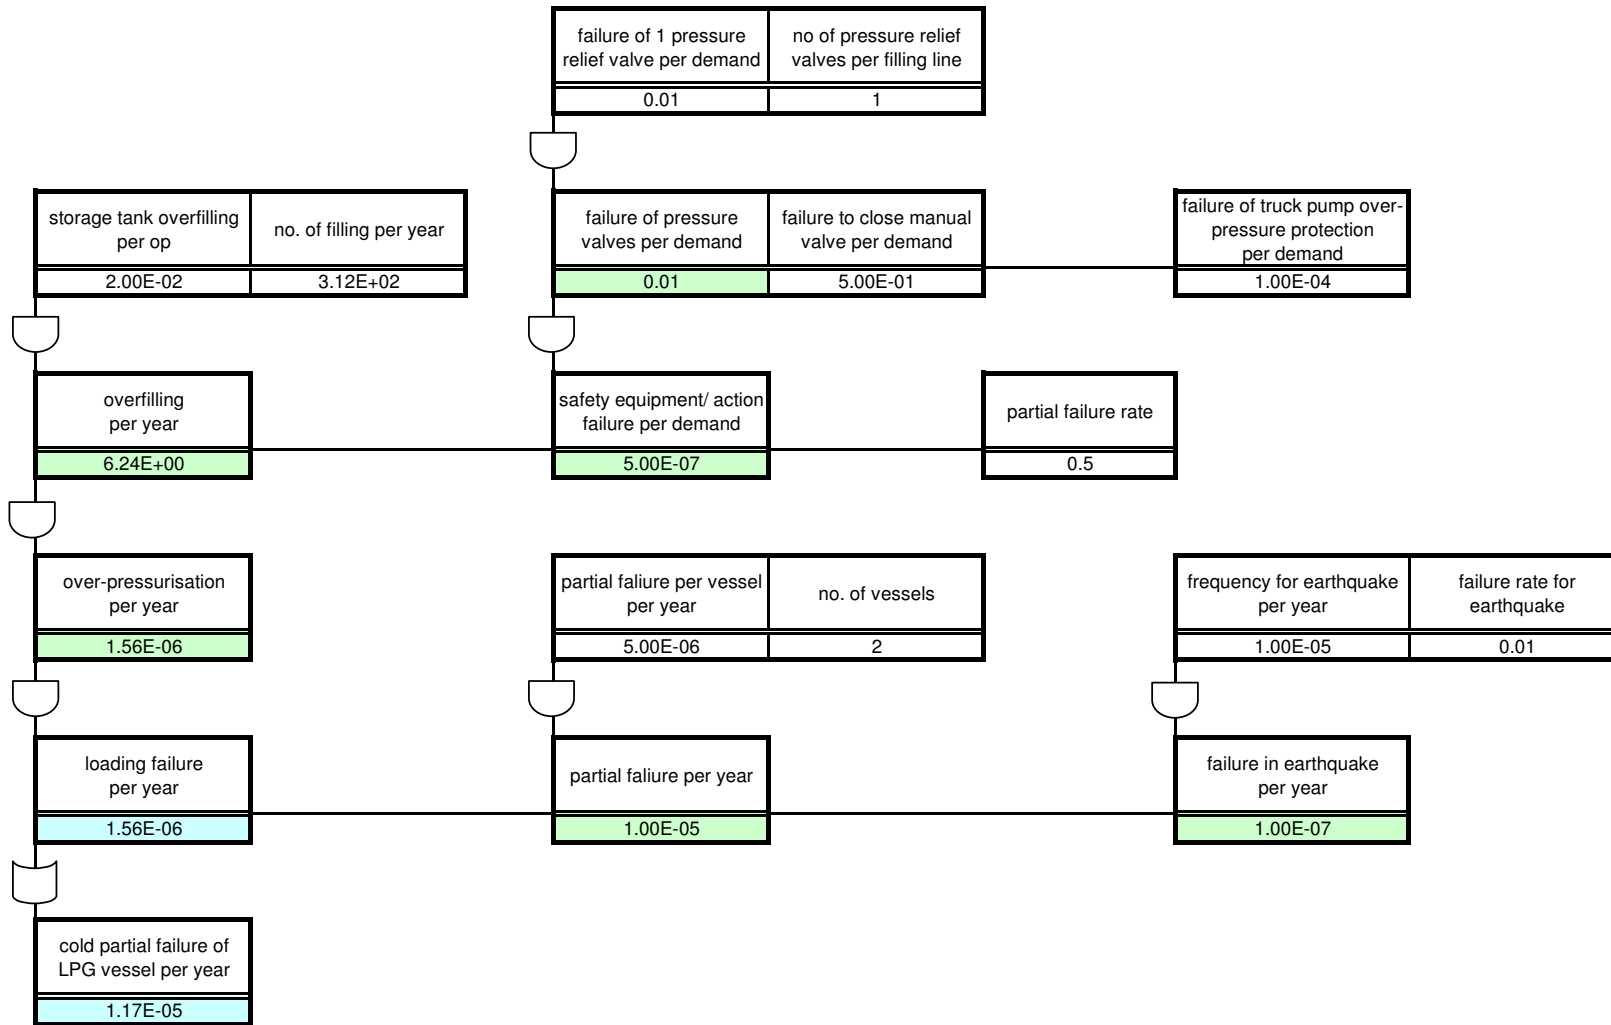 failure of 1 pressure
relief valve per demand
no of pressure relief
valves per filling line
0.01
1
storage tank overfilling
per op
no. of filling per year
2.00E-02
3.12E+02
failure of pressure
valves per demand
failure to close manual
valve per demand
0.01
5.00E-01
failure of truck pump over-
pressure protection
per demand
1.00E-04
overfilling
per year
6.24E+00
safety equipment/ action
failure per demand
5.00E-07
partial failure rate
0.5
over-pressurisation
per year
1.56E-06
partial faliure per vessel
per year
no. of vessels
5.00E-06
2
frequency for earthquake
per year
failure rate for
earthquake
1.00E-05
0.01
loading failure
per year
1.56E-06
partial faliure per year
1.00E-05
failure in earthquake
per year
1.00E-07
cold partial failure of
LPG vessel per year
1.17E-05